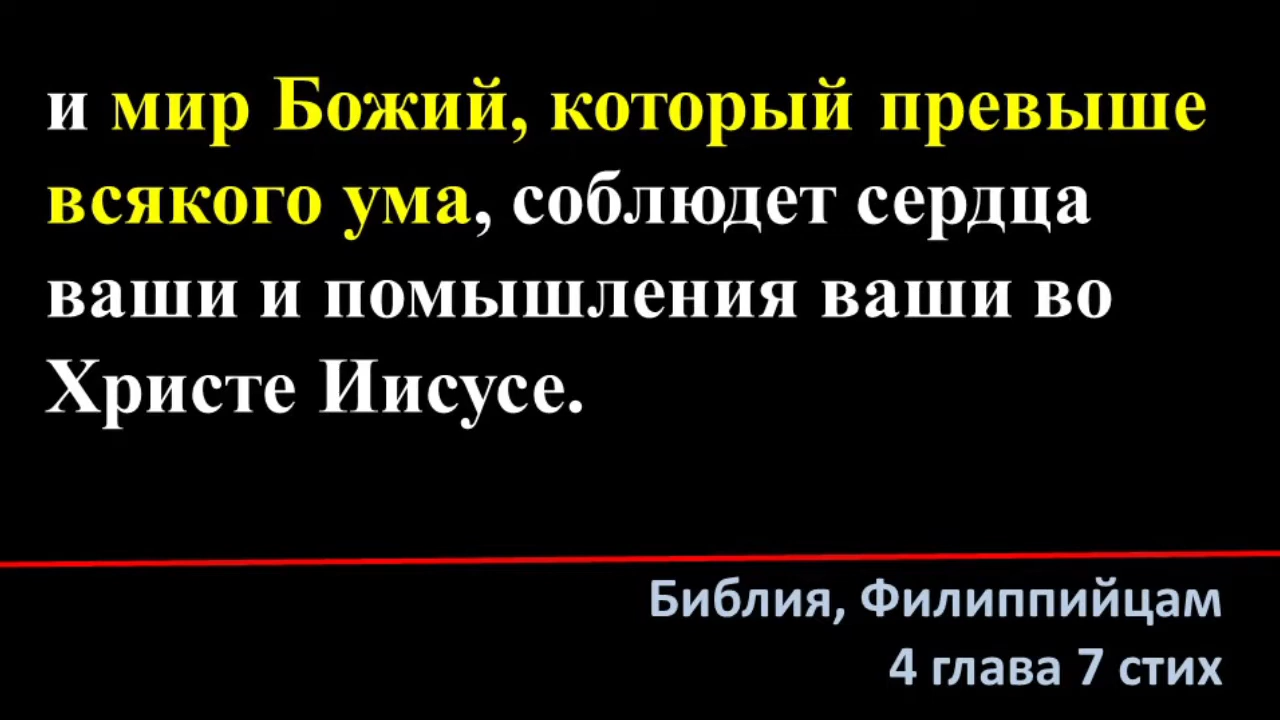 и мир Божий, который превыше
всякого ума, соблюдет сердца
ваши и помышления ваши во
Христе Иисусе.
Библия, Филиппийцам
4 глава 7 стих